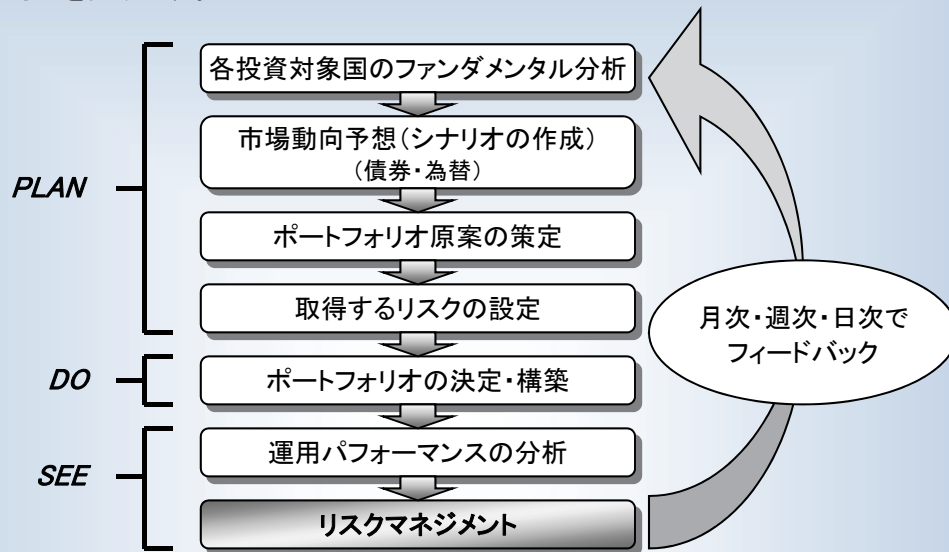 各投資対象国のファンダメンタル分析
市場動向予想(シナリオの作成)
(債券・為替)
PLAN
ポートフォリオ原案の策定
取得するリスクの設定
月次・週次・日次で
フィードバック
DO
ポートフォリオの決定・構築
運用パフォーマンスの分析
SEE
リスクマネジメント